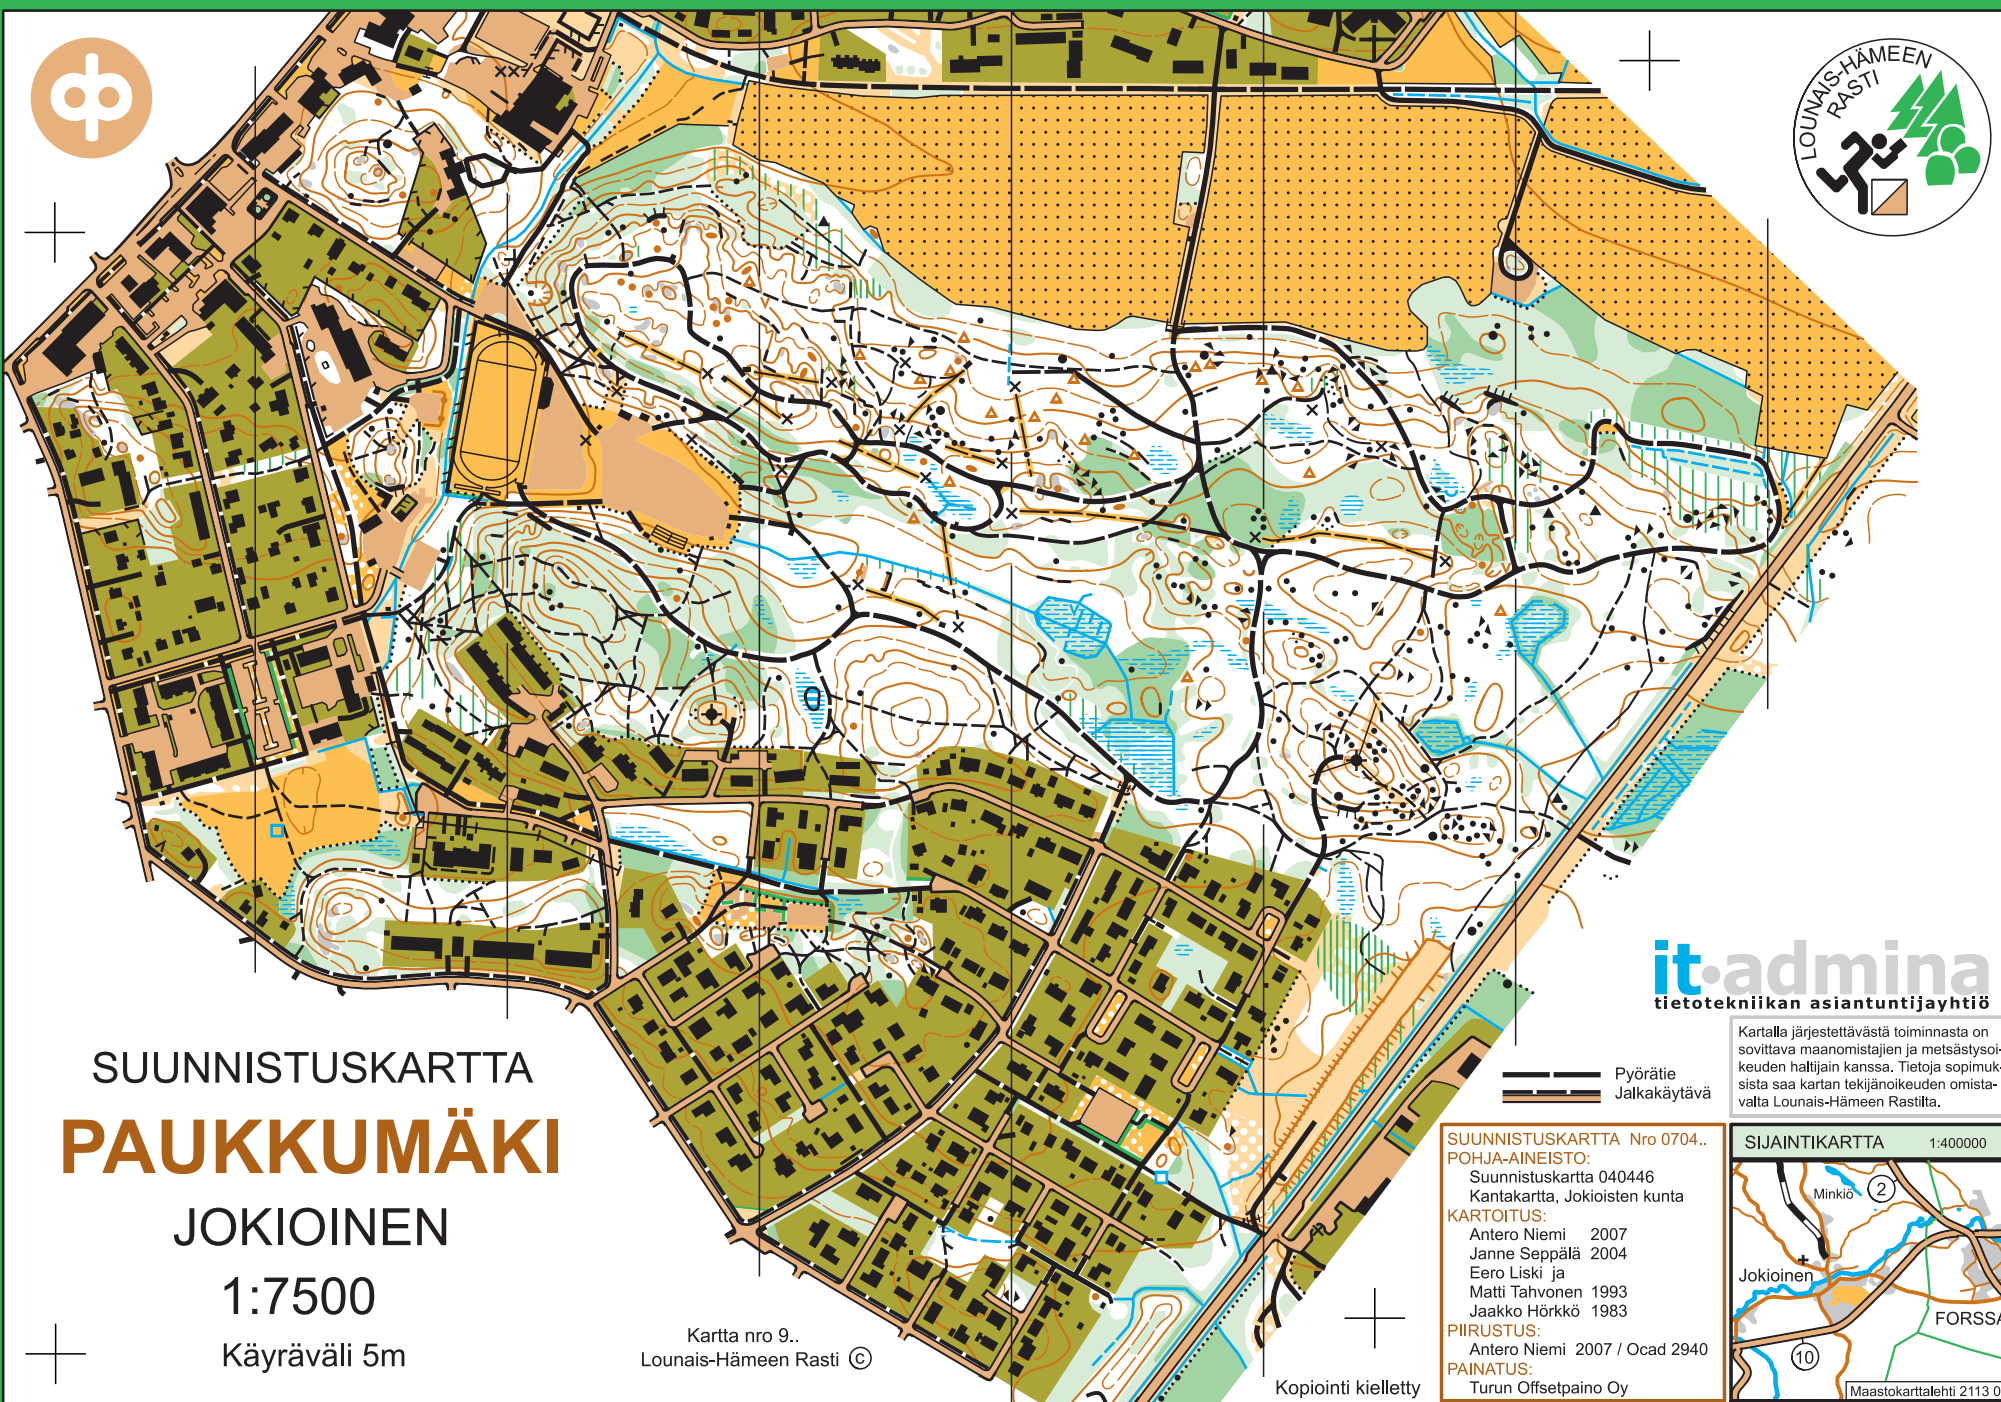 LOUNAIS-HÄMEEN
RASTI
it·admina
tietotekniikan asiantuntijayhtiö
Kartalla järjestettävästä toiminnasta on
sovittava maanomistajien ja metsästysoi-
keuden haltijain kanssa. Tietoja sopimuk-
sista saa kartan tekijänoikeuden omista-
valta Lounais-Hämeen Rastilta.
Pyörätie
Jalkakäytävä
SUUNNISTUSKARTTA
PAUKKUMÄKI
JOKIOINEN
1:7500
Käyräväli 5m
Kartta nro 9..
Lounais-Hämeen Rasti ©
Kopiointi kielletty
SUUNNISTUSKARTTA Nro 0704..
POHJA-AINEISTO:
Suunnistuskartta 040446
Kantakartta, Jokioisten kunta
KARTOITUS:
Antero Niemi 2007
Janne Seppälä 2004
Eero Liski ja
Matti Tahvonen 1993
Jaakko Hörkkö 1983
PIIRUSTUS:
Antero Niemi 2007 / Ocad 2940
PAINATUS:
Turun Offsetpaino Oy
SIJAINTIKARTTA 1:400000
Minkiö
2
Jokioinen
FORSSA
10
Maastokarttalehti 2113 0